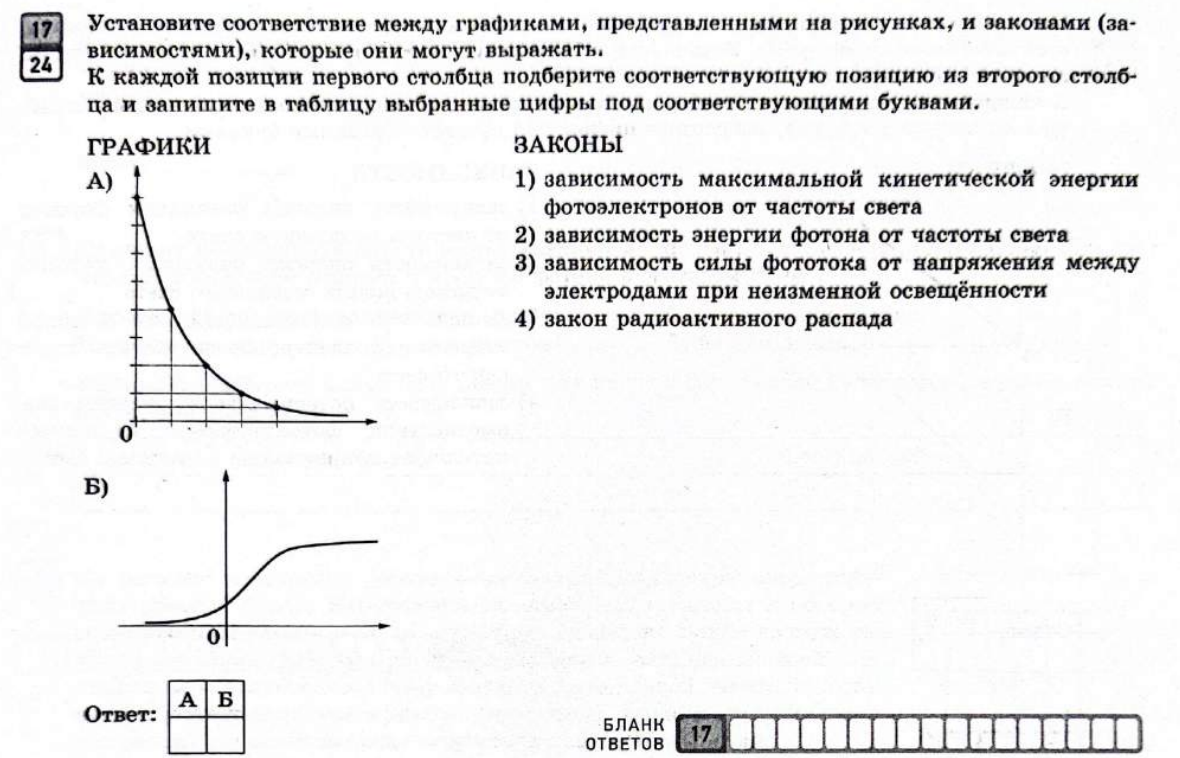 17
24
Установите соответствие между графиками, представленными на рисунках, и законами (за-
висимостями), которые они могут выражать.
К каждой позиции первого столбца подберите соответствующую позицию из второго столб-
ца и запишите в таблицу выбранные цифры под соответствующими буквами.
ГРАФИКИ
А)
0
Б)
0
ЗАКОНЫ
1) зависимость максимальной кинетической энергии
фотоэлектронов от частоты света
2) зависимость энергии фотона от частоты света
3) зависимость силы фототока от напряжения между
электродами при неизменной освещённости
4) закон радиоактивного распада
Ответ:
А Б
БЛАНК
ОТВЕТОВ
17